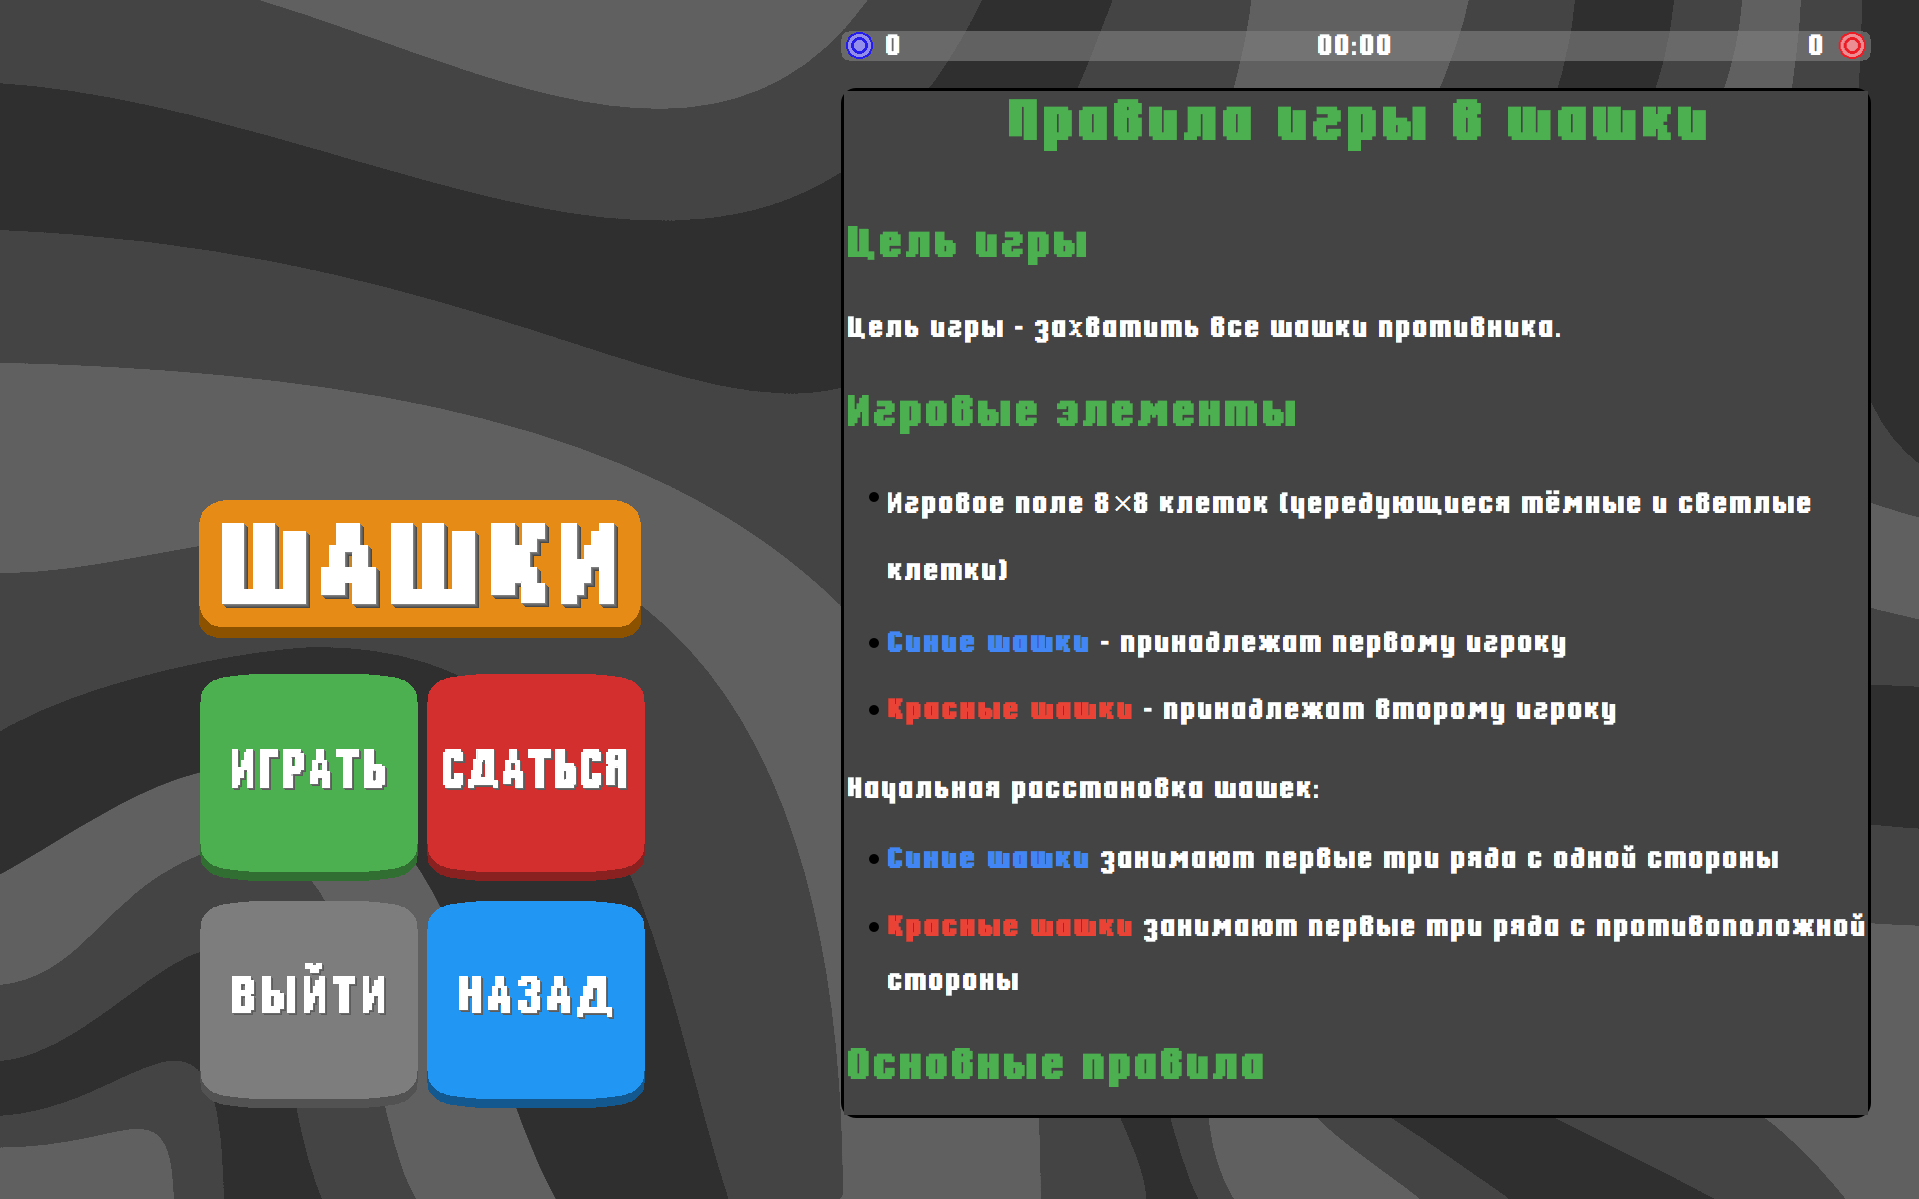 0 00:00 0
Правила игры в шашки
Цель игры
Цель игры - захватить все шашки противника.
Игровые элементы
Игровое поле 8×8 клеток (чередующиеся тёмные и светлые
клетки)
Синие шашки - принадлежат первому игроку
Красные шашки - принадлежат второму игроку
Начальная расстановка шашек:
Синие шашки занимают первые три ряда с одной стороны
Красные шашки занимают первые три ряда с противоположной
стороны
Основные правила
ШАШКИ
ИГРАТЬ
СДАТЬСЯ
ВЫЙТИ
НАЗАД